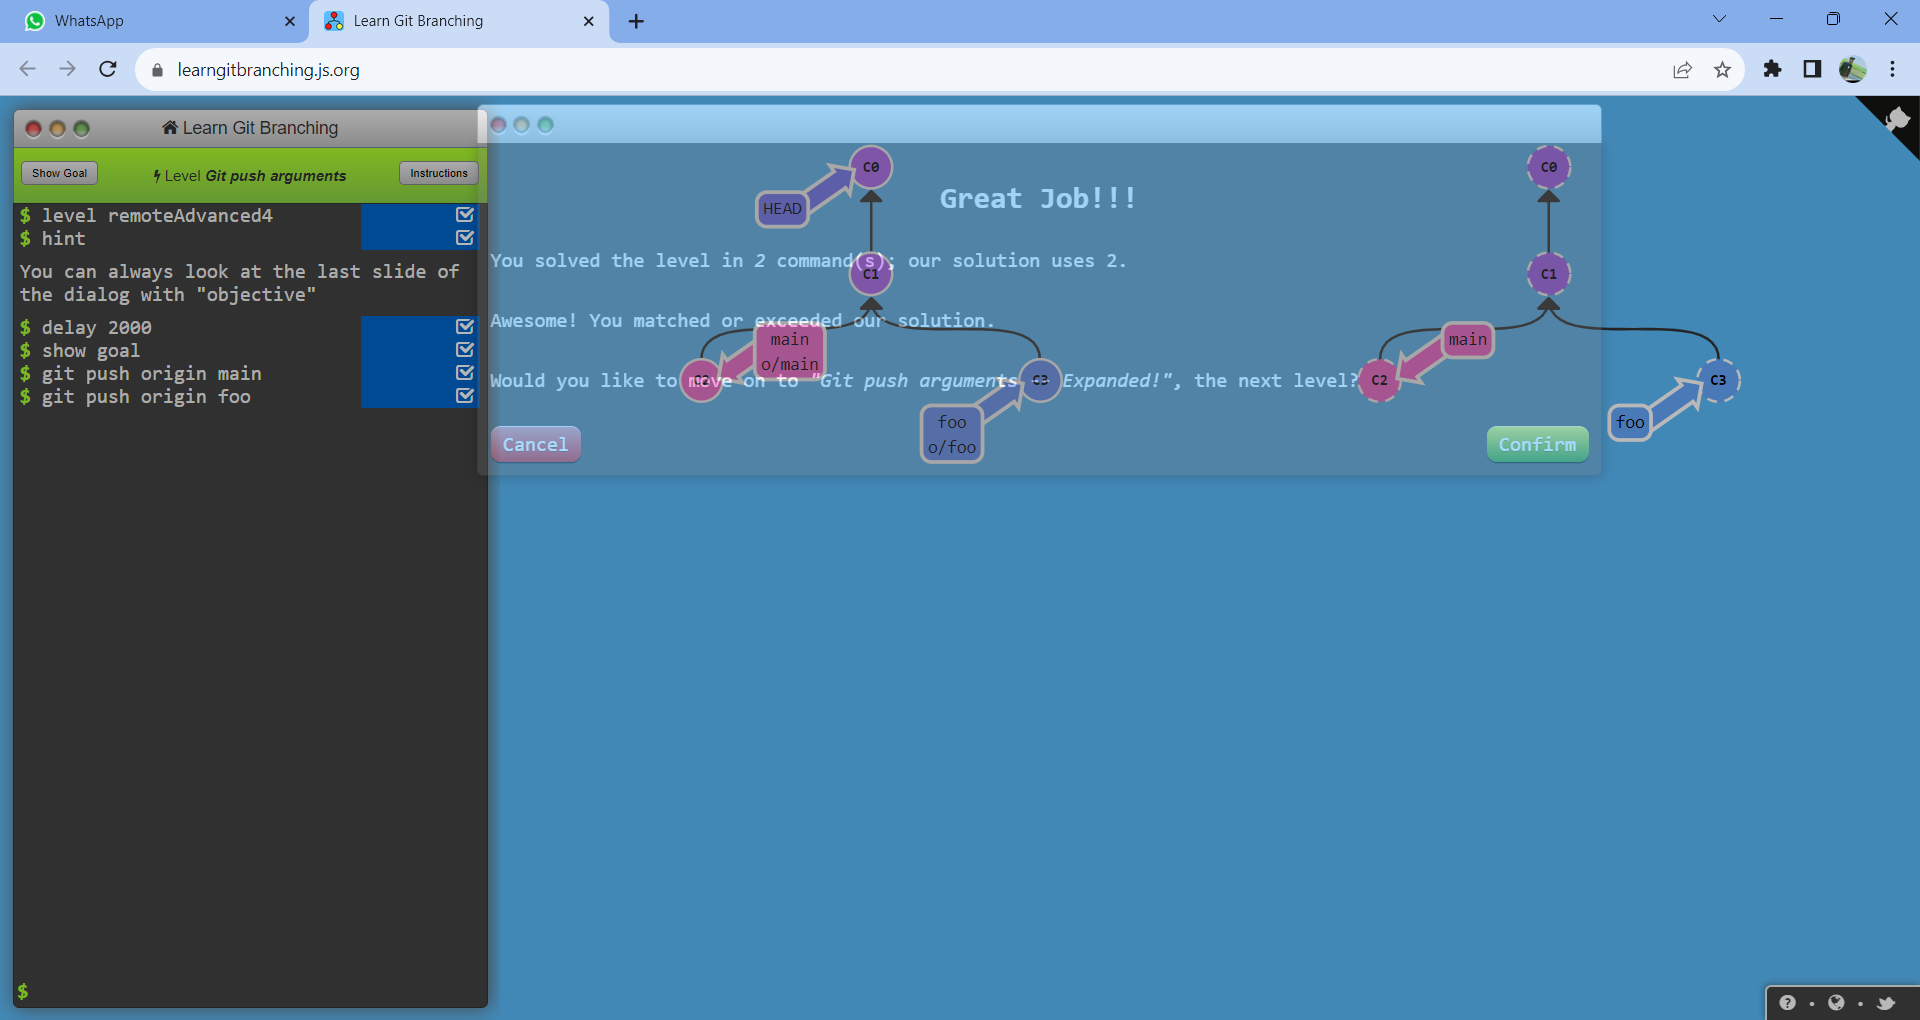 WhatsApp
Learn Git Branching
learngitbranching.js.org
Learn Git Branching
Show Goal
Level Git push arguments
Instructions
$ level remoteAdvanced4
$ hint
You can always look at the last slide of
the dialog with "objective"
$ delay 2000
$ show goal
$ git push origin main
$ git push origin foo
$
Great Job!!!
You solved the level in 2 command(s); our solution uses 2.
Awesome! You matched or exceeded our solution.
Would you like to move on to "Git push arguments -- Expanded!", the next level?
Cancel
Confirm
C0
HEAD
C1
main
o/main
C2
C3
foo
o/foo
C0
C1
main
C2
C3
foo
?